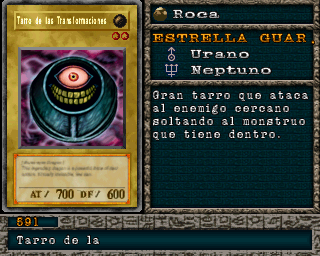 Tarro de las Transformaciones
AT/ 700 DF/ 600
Roca
ESTRELLA GUAR.
Urano
Neptuno
Gran tarro que ataca
al enemigo cercano
soltando al monstruo
que tiene dentro.
591
Tarro de la